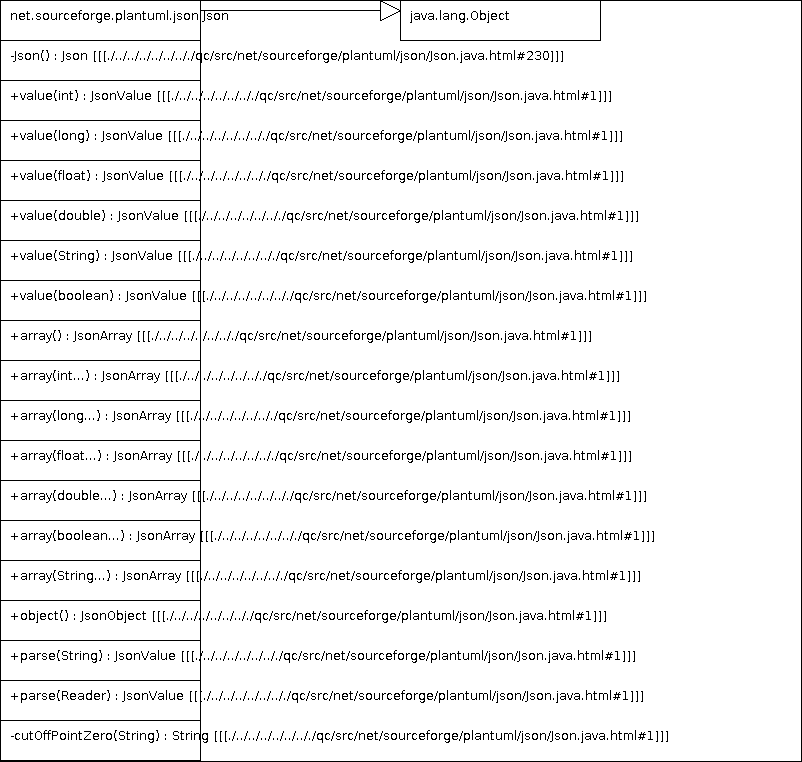 net.sourceforge.plantuml.json.Json
java.lang.Object
-Json() : Json [[[./../../../../../../../qc/src/net/sourceforge/plantuml/json/Json.java.html#230]]]
+value(int) : JsonValue [[[./../../../../../../../qc/src/net/sourceforge/plantuml/json/Json.java.html#1]]]
+value(long) : JsonValue [[[./../../../../../../../qc/src/net/sourceforge/plantuml/json/Json.java.html#1]]]
+value(float) : JsonValue [[[./../../../../../../../qc/src/net/sourceforge/plantuml/json/Json.java.html#1]]]
+value(double) : JsonValue [[[./../../../../../../../qc/src/net/sourceforge/plantuml/json/Json.java.html#1]]]
+value(String) : JsonValue [[[./../../../../../../../qc/src/net/sourceforge/plantuml/json/Json.java.html#1]]]
+value(boolean) : JsonValue [[[./../../../../../../../qc/src/net/sourceforge/plantuml/json/Json.java.html#1]]]
+array() : JsonArray [[[./../../../../../../../qc/src/net/sourceforge/plantuml/json/Json.java.html#1]]]
+array(int...) : JsonArray [[[./../../../../../../../qc/src/net/sourceforge/plantuml/json/Json.java.html#1]]]
+array(long...) : JsonArray [[[./../../../../../../../qc/src/net/sourceforge/plantuml/json/Json.java.html#1]]]
+array(float...) : JsonArray [[[./../../../../../../../qc/src/net/sourceforge/plantuml/json/Json.java.html#1]]]
+array(double...) : JsonArray [[[./../../../../../../../qc/src/net/sourceforge/plantuml/json/Json.java.html#1]]]
+array(boolean...) : JsonArray [[[./../../../../../../../qc/src/net/sourceforge/plantuml/json/Json.java.html#1]]]
+array(String...) : JsonArray [[[./../../../../../../../qc/src/net/sourceforge/plantuml/json/Json.java.html#1]]]
+object() : JsonObject [[[./../../../../../../../qc/src/net/sourceforge/plantuml/json/Json.java.html#1]]]
+parse(String) : JsonValue [[[./../../../../../../../qc/src/net/sourceforge/plantuml/json/Json.java.html#1]]]
+parse(Reader) : JsonValue [[[./../../../../../../../qc/src/net/sourceforge/plantuml/json/Json.java.html#1]]]
-cutOffPointZero(String) : String [[[./../../../../../../../qc/src/net/sourceforge/plantuml/json/Json.java.html#1]]]